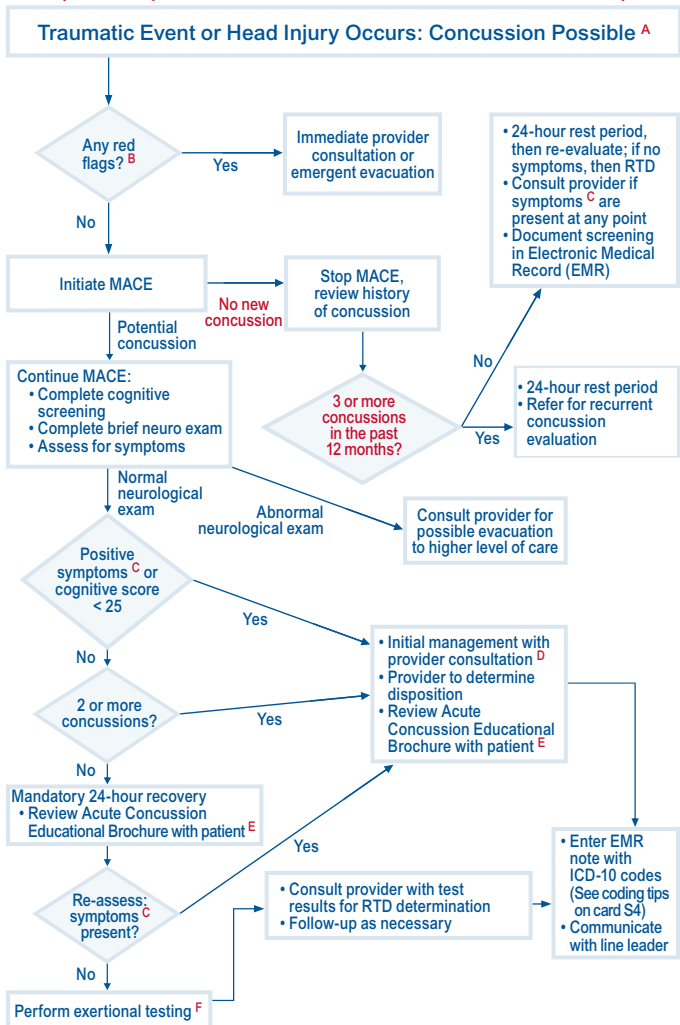 Traumatic Event or Head Injury Occurs: Concussion Possible A
Any red
flags? B
Yes
Immediate provider
consultation or
emergent evacuation
• 24-hour rest period,
then re-evaluate; if no
symptoms, then RTD
• Consult provider if
symptoms C are
present at any point
• Document screening
in Electronic Medical
Record (EMR)
No
Initiate MACE
No new
concussion
Stop MACE,
review history
of concussion
Potential
concussion
No
Continue MACE:
• Complete cognitive
screening
• Complete brief neuro exam
• Assess for symptoms
3 or more
concussions
in the past
12 months?
Yes
• 24-hour rest period
• Refer for recurrent
concussion
evaluation
Normal
neurological
exam
Abnormal
neurological exam
Consult provider for
possible evacuation
to higher level of care
Positive
symptoms C or
cognitive score
< 25
Yes
No
• Initial management with
provider consultation D
• Provider to determine
disposition
• Review Acute
Concussion Educational
Brochure with patient E
2 or more
concussions?
Yes
No
Mandatory 24-hour recovery
• Review Acute Concussion
Educational Brochure with patient E
Yes
Re-assess:
symptoms C
present?
• Consult provider with test
results for RTD determination
• Follow-up as necessary
• Enter EMR
note with
ICD-10 codes
(See coding tips
on card S4)
• Communicate
with line leader
No
Perform exertional testing F